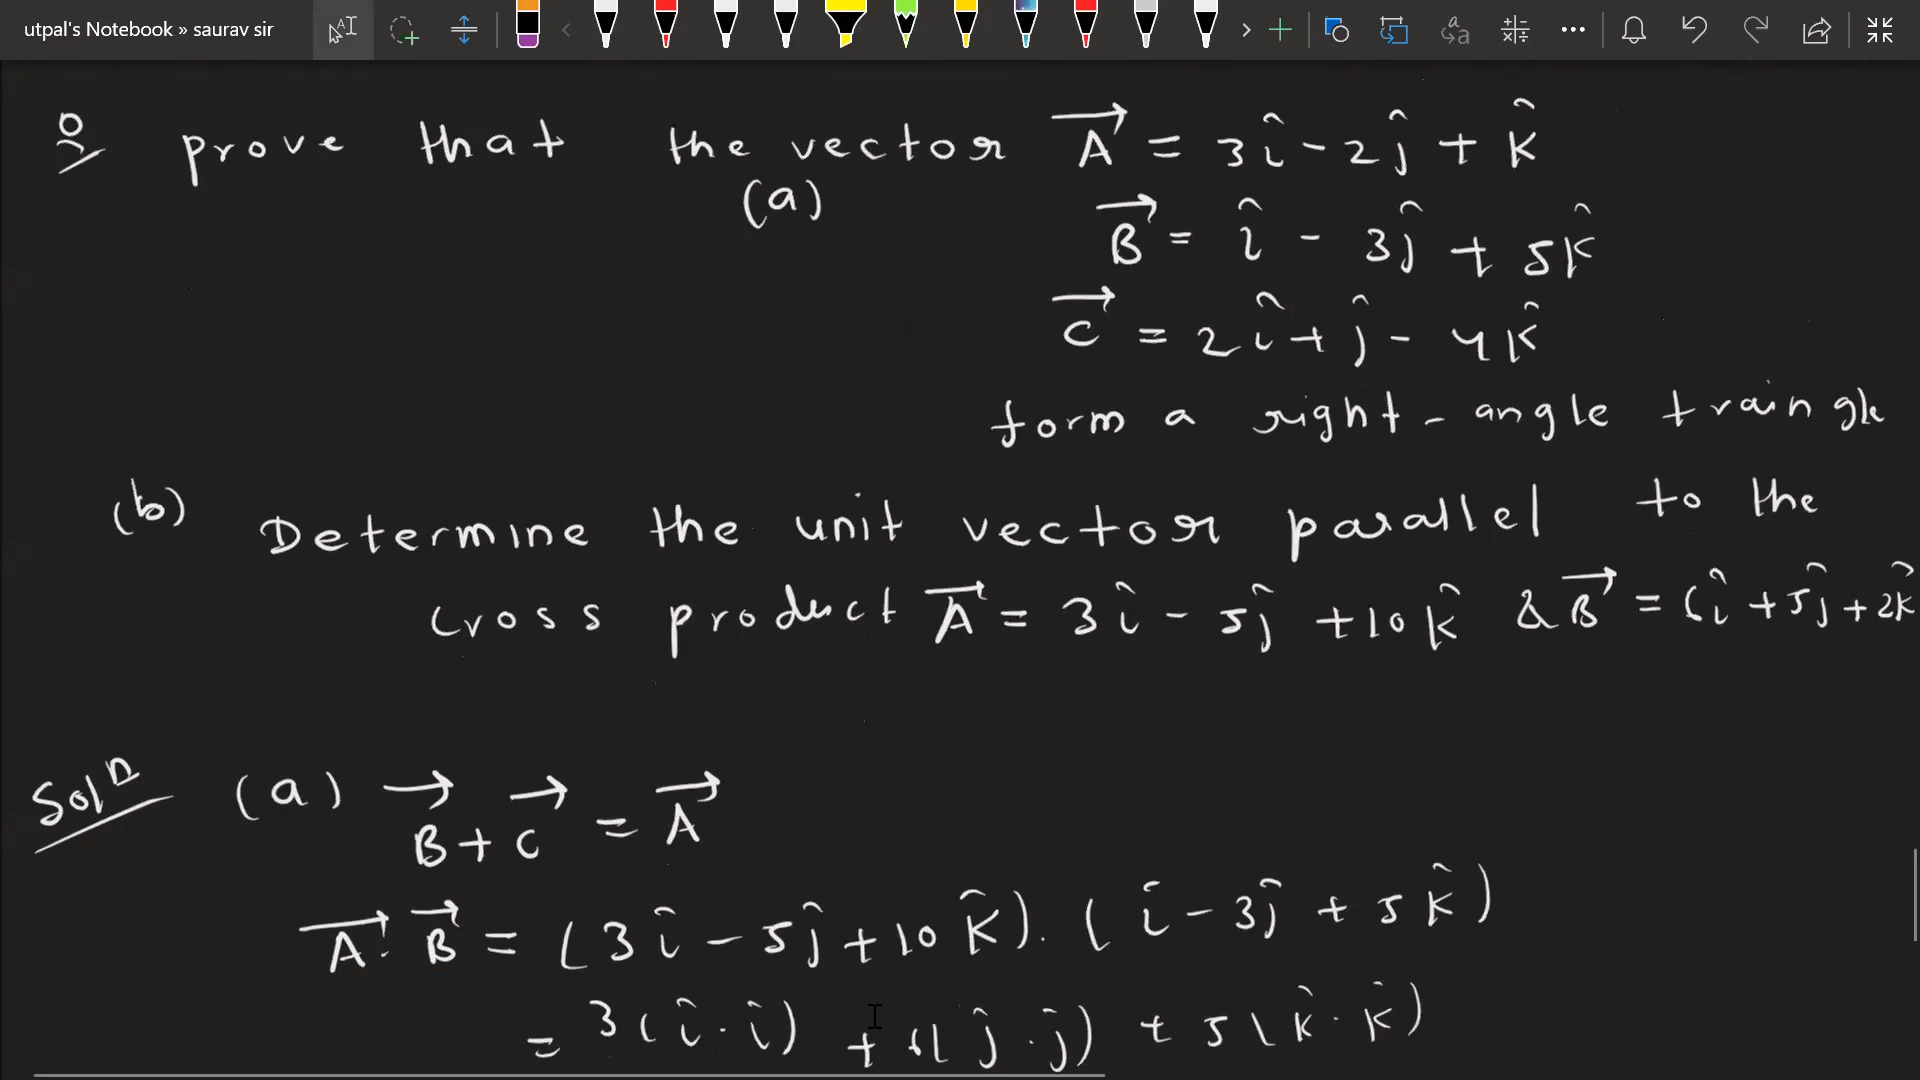 utpal's Notebook » saurav sir
Q prove that the vector A⃗ = 3î - 2ĵ + k̂
(a)
B⃗ = î - 3ĵ + 5k̂
C⃗ = 2î + ĵ - 4k̂
form a right-angle traingle
(b) Determine the unit vector parallel to the
cross product A⃗ = 3î - 5ĵ + 10k̂ & B⃗ = 6î + 5ĵ + 2k̂
Solⁿ (a) B⃗ + C⃗ = A⃗
A⃗ . B⃗ = (3î - 5ĵ + 10k̂) . (î - 3ĵ + 5k̂)
= 3(î . î) + 6(ĵ . ĵ) + 5(k̂ . k̂)